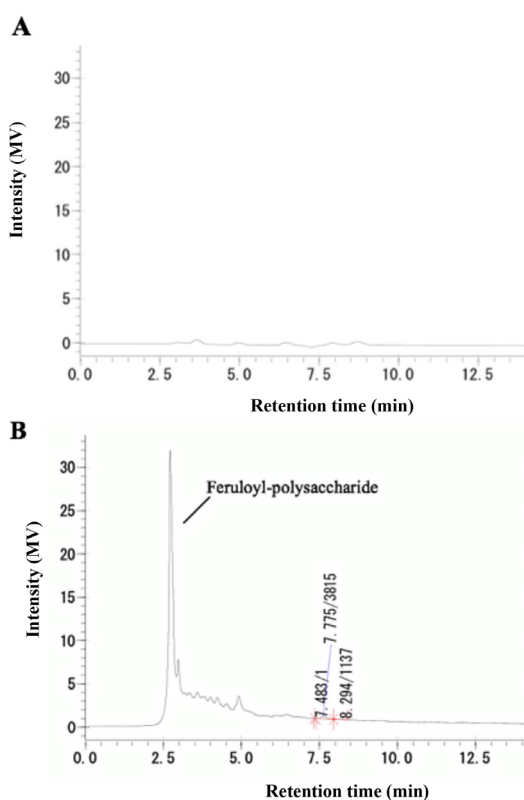 A
Intensity (MV)
30
25
20
15
10
5
0
0.0 2.5 5.0 7.5 10.0 12.5
Retention time (min)
B
Intensity (MV)
30
25
20
15
10
5
0
Feruloyl-polysaccharide
7.483/1
7.775/3815
8.294/1137
0.0 2.5 5.0 7.5 10.0 12.5
Retention time (min)